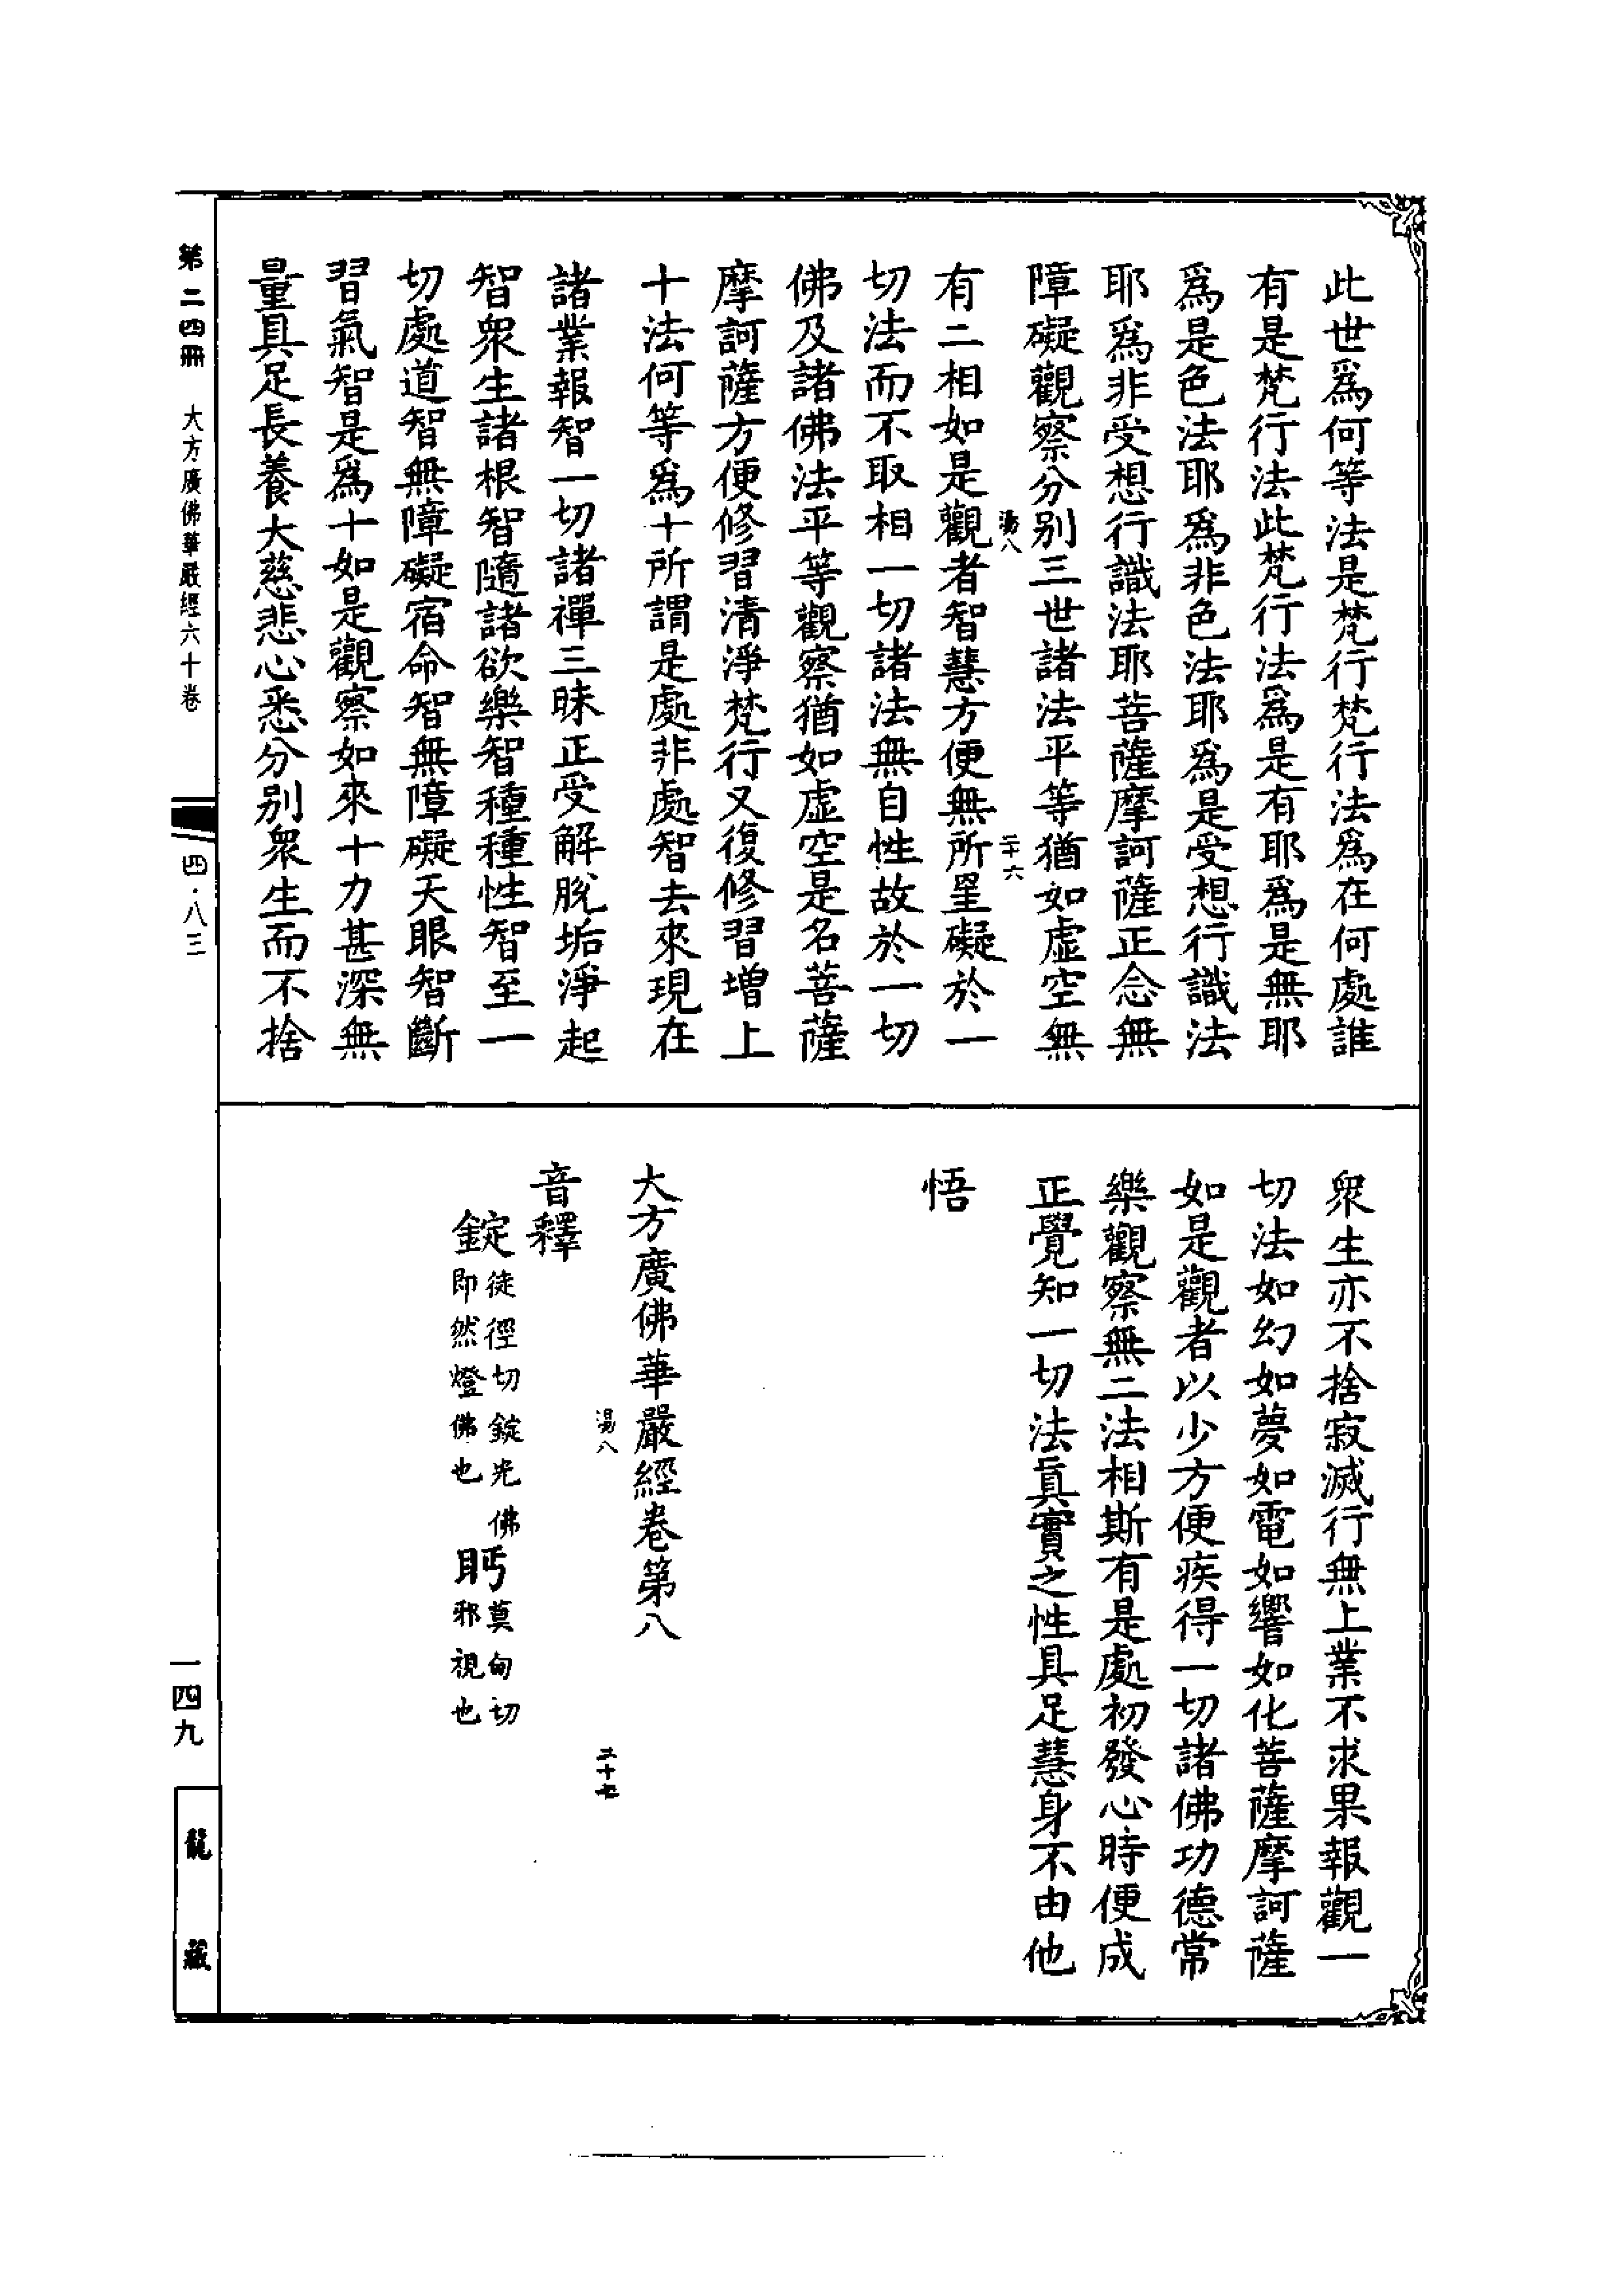 此世爲何等法是梵行梵行法爲在何處誰
有是梵行法此梵行法爲是有耶爲是無耶
爲是色法耶爲非色法耶爲是受想行識法
耶爲非受想行識法耶菩薩摩訶薩正念無
障礙觀察分別三世諸法平等猶如虛空無
湯八
二十六
有二相如是觀者智慧方便無所罣礙於一
切法而不取相一切諸法無自性故於一切
佛及諸佛法平等觀察猶如虛空是名菩薩
摩訶薩方便修習清淨梵行又復修習增上
十法何等爲十所謂是處非處智去來現在
諸業報智一切諸禪三昧正受解脫垢淨起
智衆生諸根智隨諸欲樂智種種性智至一
切處道智無障礙宿命智無障礙天眼智斷
習氣智是爲十如是觀察如來十力甚深無
量具足長養大慈悲心悉分別衆生而不捨
衆生亦不捨寂滅行無上業不求果報觀一
切法如幻如夢如電如響如化菩薩摩訶薩
如是觀者以少方便疾得一切諸佛功德常
樂觀察無二法相斯有是處初發心時便成
正覺知一切法眞實之性具足慧身不由他
悟
大方廣佛華嚴經卷第八
湯八
二十七
音釋
錠徒徑切錠光佛
即然燈佛也
眄莫甸切
邪視也
第二四冊 大方廣佛華嚴經六十卷
四·八三
一四九
龍藏